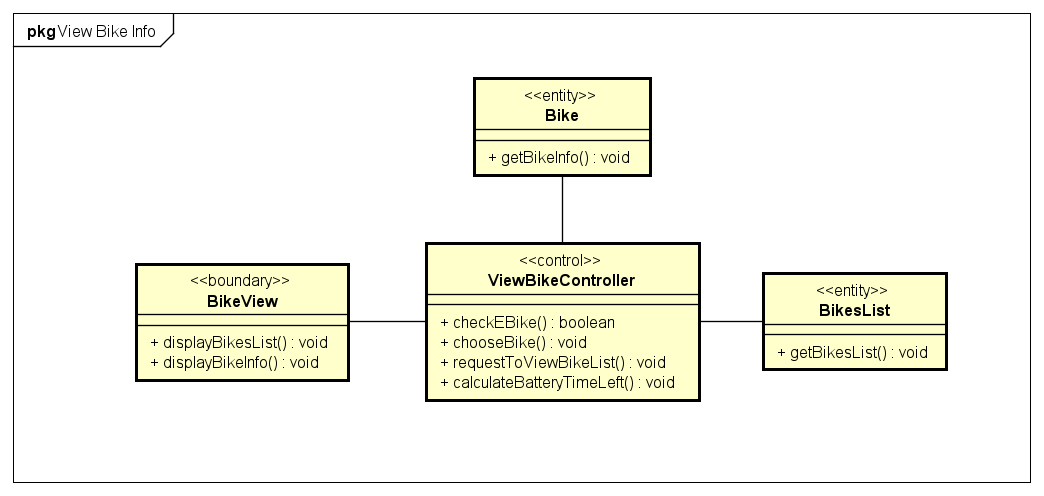 pkg View Bike Info
<<entity>>
Bike
+ getBikeInfo() : void
<<boundary>>
BikeView
+ displayBikesList() : void
+ displayBikeInfo() : void
<<control>>
ViewBikeController
+ checkEBike() : boolean
+ chooseBike() : void
+ requestToViewBikeList() : void
+ calculateBatteryTimeLeft() : void
<<entity>>
BikesList
+ getBikesList() : void